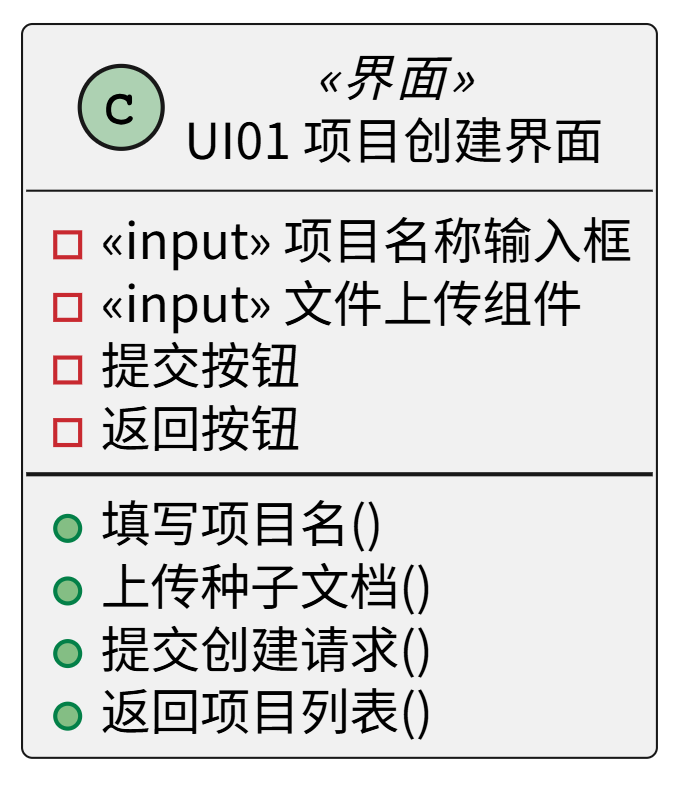 C
«界面»
UI01 项目创建界面
«input» 项目名称输入框
«input» 文件上传组件
提交按钮
返回按钮
填写项目名()
上传种子文档()
提交创建请求()
返回项目列表()